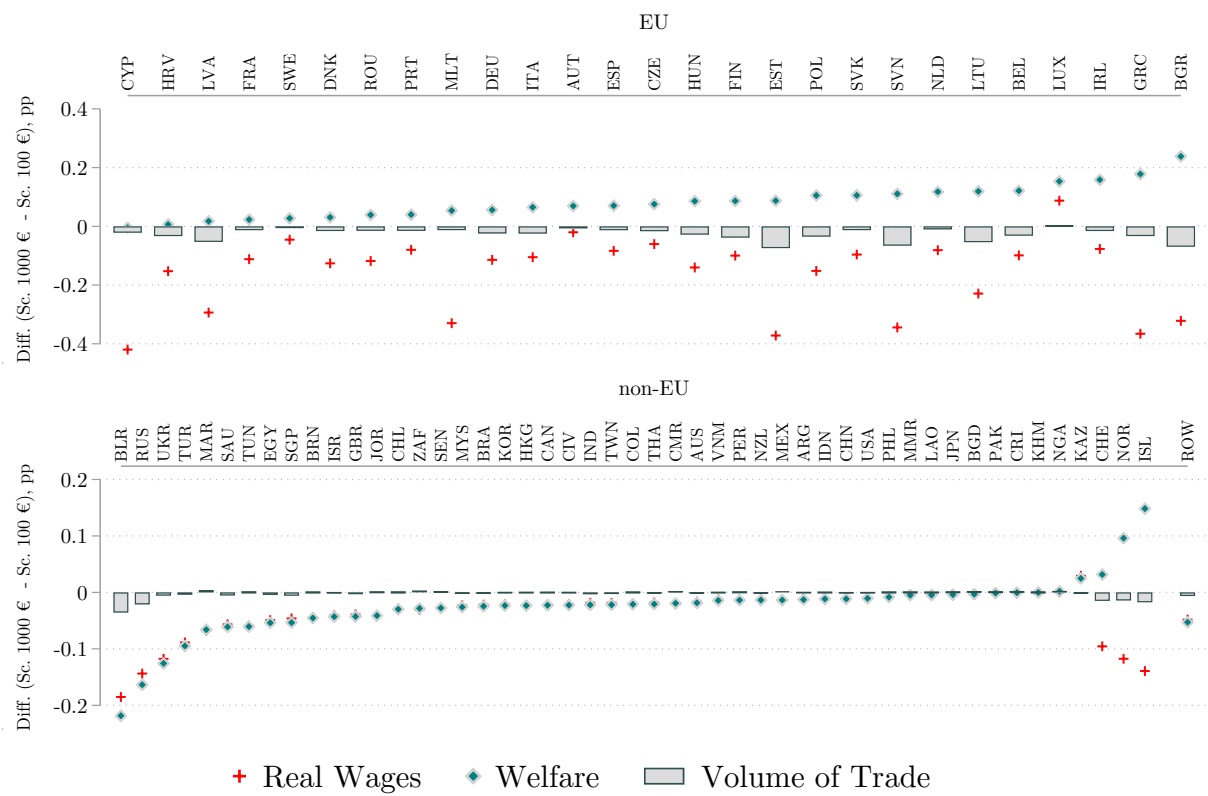 EU
CYP HRV LVA FRA SWE DNK ROU PRT MLT DEU ITA AUT ESP CZE HUN FIN EST POL SVK SVN NLD LTU BEL LUX IRL GRC BGR
Diff. (Sc. 1000 € - Sc. 100 €), pp
0.4
0.2
0
-0.2
-0.4
non-EU
BLR RUS UKR TUR MAR SAU TUN EGY SGP BRN ISR GBR JOR CHL ZAF SEN MYS BRA KOR HKG CAN CIV IND TWN COL THA CMR AUS VNM PER NZL MEX ARG IDN CHN USA PHL MMR LAO JPN BGD PAK CRI KHM NGA KAZ CHE NOR ISL ROW
Diff. (Sc. 1000 € - Sc. 100 €), pp
0.2
0.1
0
-0.1
-0.2
Real Wages Welfare Volume of Trade